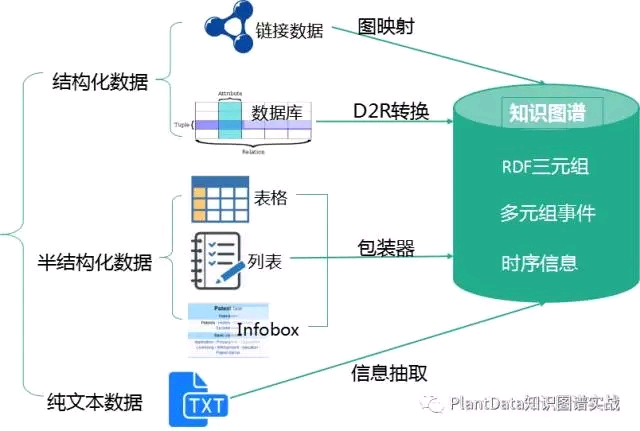 链接数据
图映射
结构化数据
Attribute
数据库
Tuple
Relation
D2R转换
知识图谱
RDF三元组
多元组事件
时序信息
表格
半结构化数据
列表
包装器
Infobox
纯文本数据
TXT
信息抽取
PlantData知识图谱实战